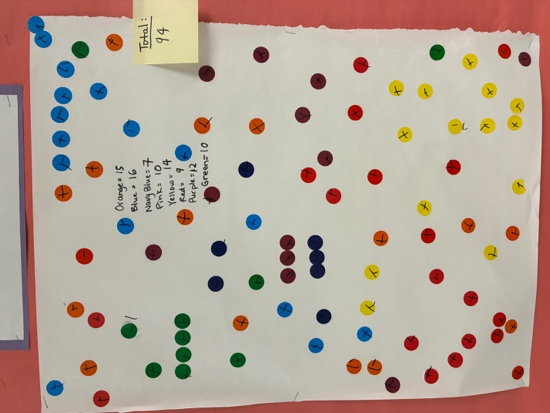 Total:
94
Orange = 15
Blue = 16
Navy Blue = 7
Pink = 10
Yellow = 14
Red = 9
Purple = 12
Green = 10